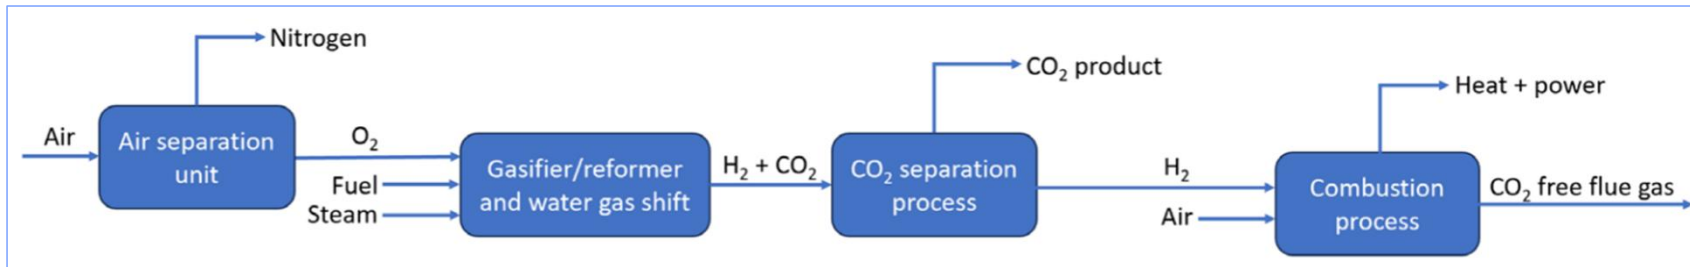 Nitrogen
CO₂ product
Heat + power
Air
Air separation
unit
O₂
Fuel
Steam
Gasifier/reformer
and water gas shift
H₂ + CO₂
CO₂ separation
process
H₂
Air
Combustion
process
CO₂ free flue gas